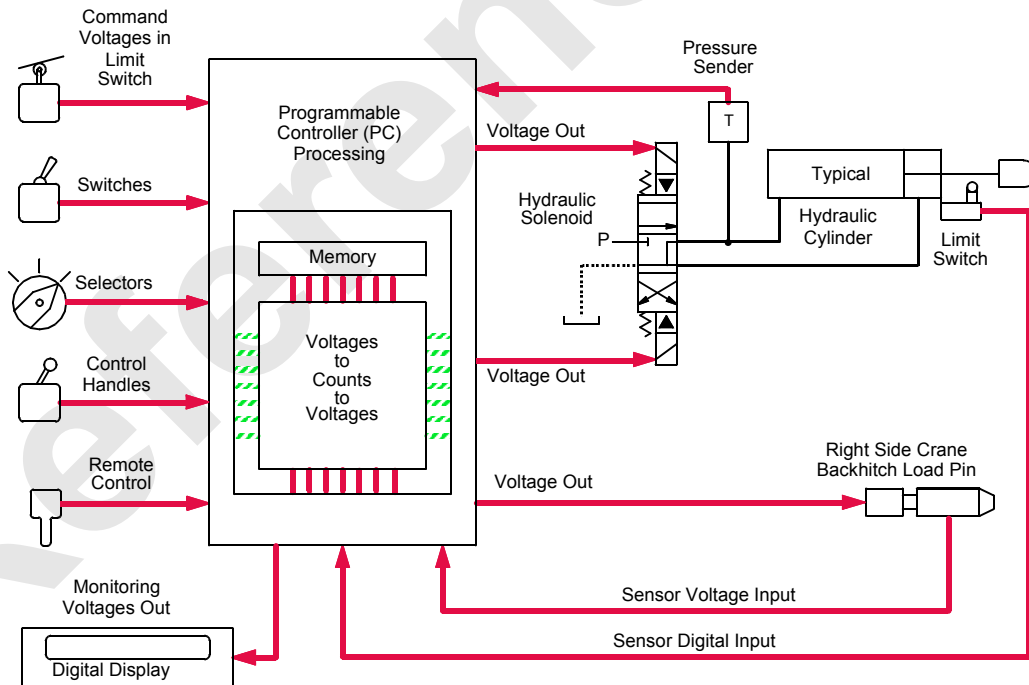 Command
Voltages in
Limit
Switch
Switches
Selectors
Control
Handles
Remote
Control
Monitoring
Voltages Out
Digital Display
Programmable
Controller (PC)
Processing
Memory
Voltages
to
Counts
to
Voltages
Pressure
Sender
T
Voltage Out
Hydraulic
Solenoid
P
Voltage Out
Typical
Hydraulic
Cylinder
Limit
Switch
Right Side Crane
Backhitch Load Pin
Voltage Out
Sensor Voltage Input
Sensor Digital Input
Reference